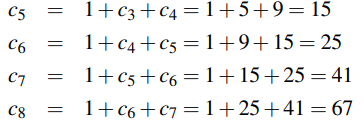 c₅ = 1 + c₃ + c₄ = 1 + 5 + 9 = 15
c₆ = 1 + c₄ + c₅ = 1 + 9 + 15 = 25
c₇ = 1 + c₅ + c₆ = 1 + 15 + 25 = 41
c₈ = 1 + c₆ + c₇ = 1 + 25 + 41 = 67